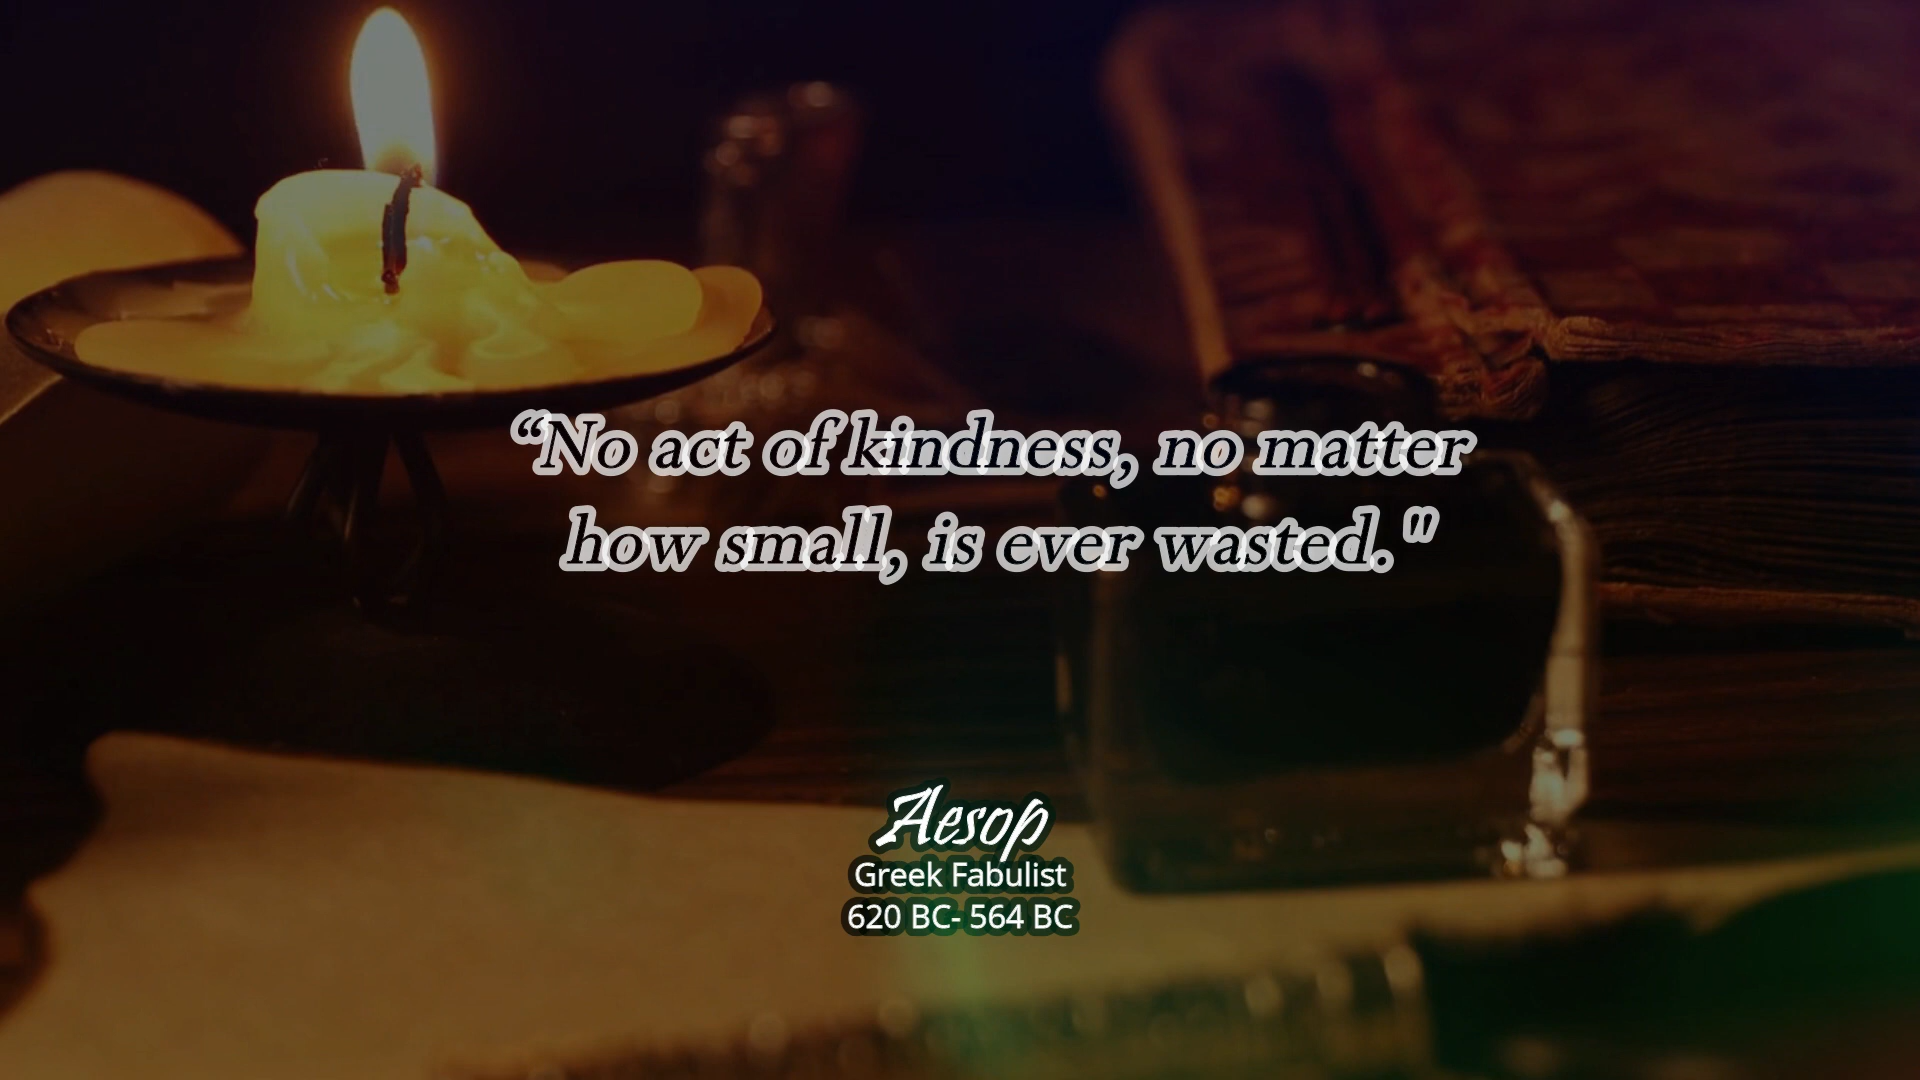 “No act of kindness, no matter
how small, is ever wasted."
Aesop
Greek Fabulist
620 BC- 564 BC